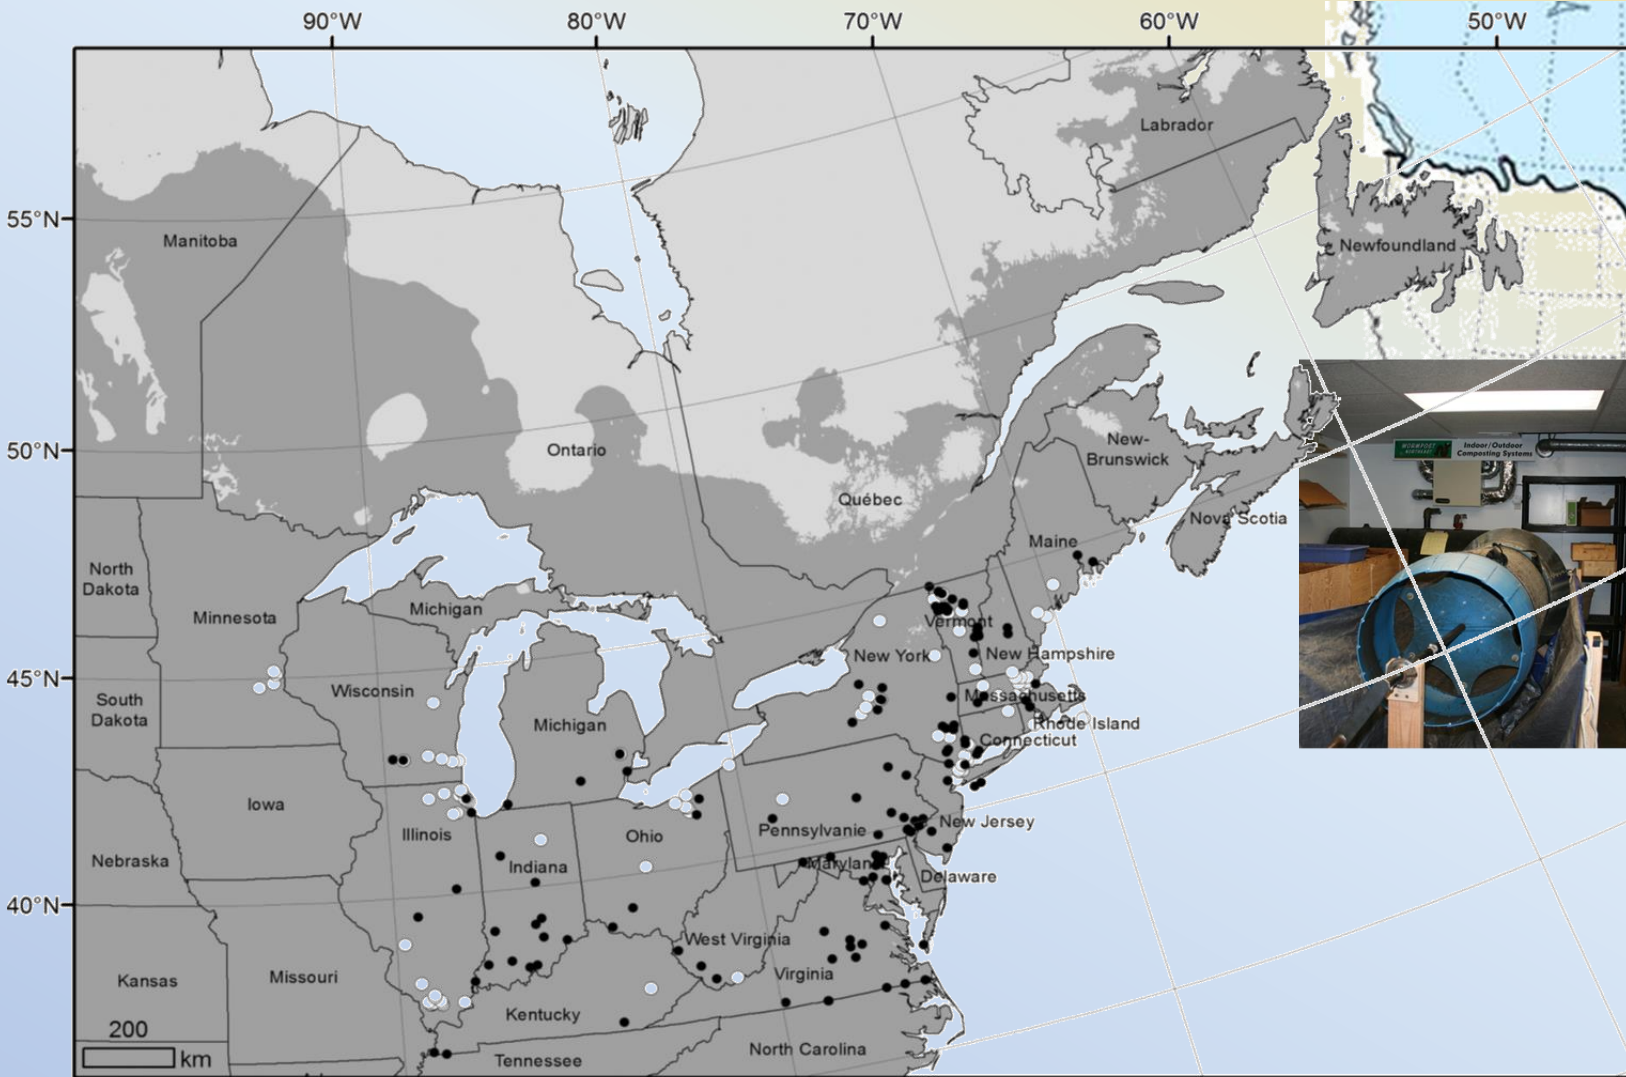 90°W
80°W
70°W
60°W
50°W
Labrador
55°N
Manitoba
Newfoundland
50°N
Ontario
New-
Brunswick
Québec
WORMPOST
Indoor/Outdoor
Composting Systems
Nova Scotia
Maine
North
Dakota
Michigan
Minnesota
Vermont
New York
New Hampshire
45°N
Wisconsin
Massachusetts
South
Dakota
Michigan
Rhode Island
Connecticut
Iowa
Illinois
Ohio
Pennsylvanie
New Jersey
Nebraska
Indiana
Maryland
Delaware
40°N
West Virginia
Kansas
Missouri
Virginia
Kentucky
200
km
Tennessee
North Carolina